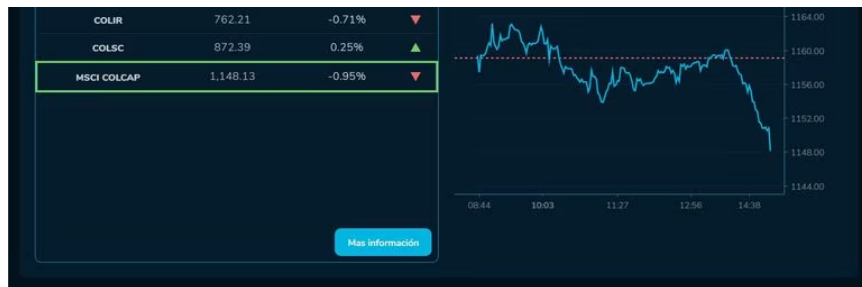 COLIR 762.21 -0.71% ▼
COLSC 872.39 0.25% ▲
MSCI COLCAP 1,148.13 -0.95% ▼
Mas información
1164.00
1160.00
1156.00
1152.00
1148.00
1144.00
08:44 10:03 11:27 12:56 14:38